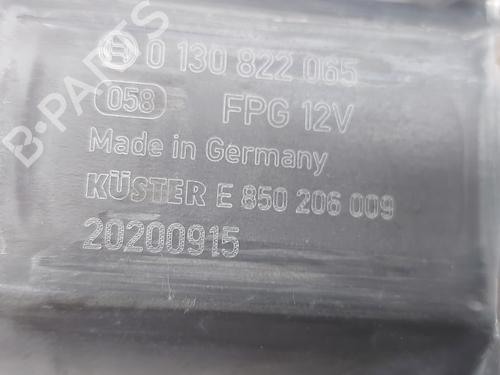 0 130 822 065
058 FPG 12V
Made in Germany
KÜSTER E 850 206 009
20200915
B-PARTS